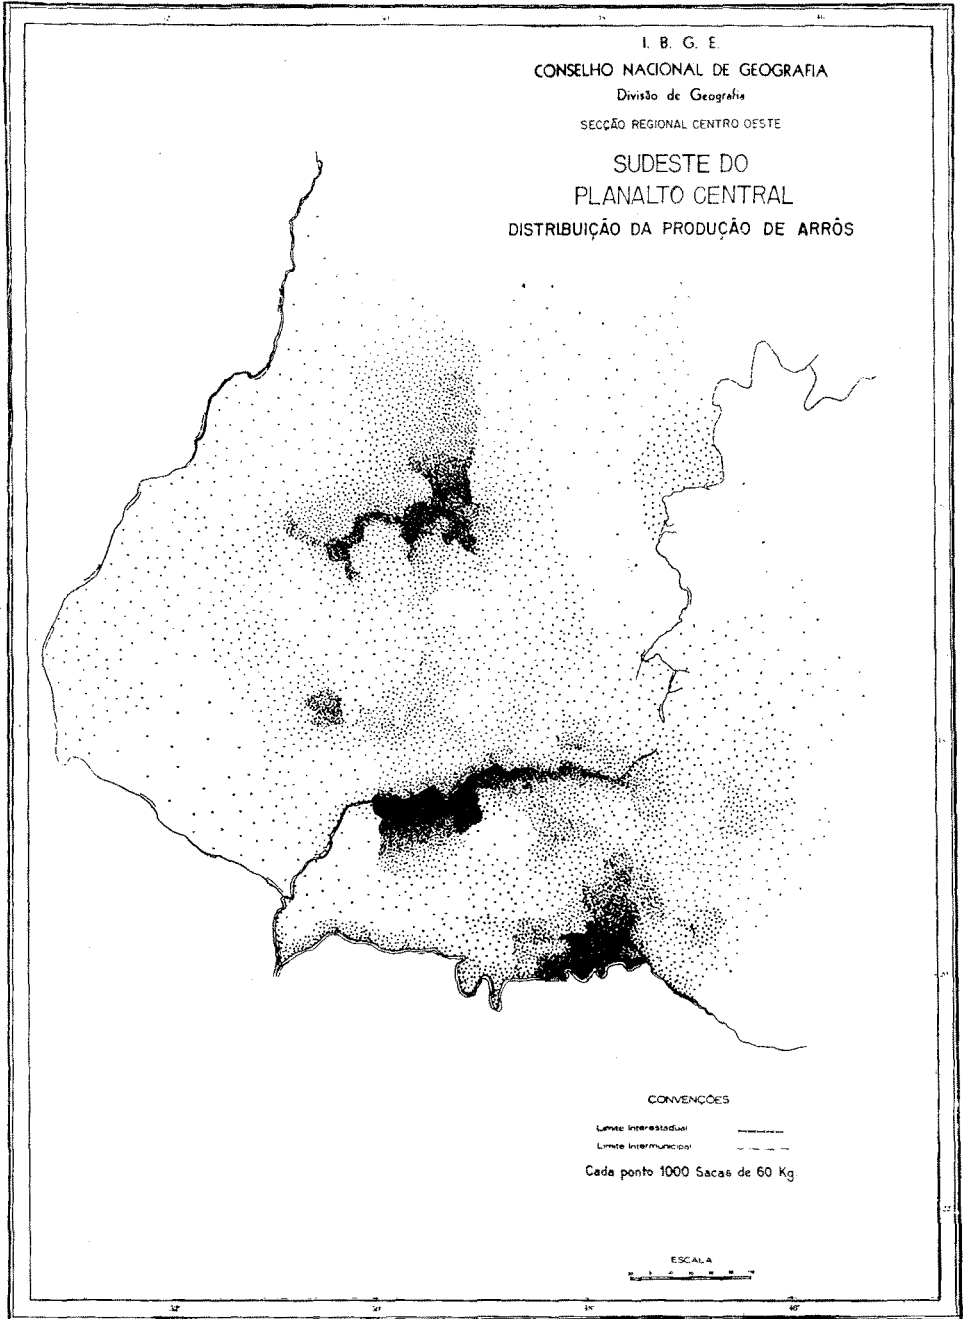 I. B. G. E.
CONSELHO NACIONAL DE GEOGRAFIA
Divisão de Geografia
SECÇÃO REGIONAL CENTRO OESTE
SUDESTE DO
PLANALTO CENTRAL
DISTRIBUIÇÃO DA PRODUÇÃO DE ARRÔS
CONVENÇÕES
Limite Interestadual
Limite Intermunicipal
Cada ponto 1000 Sacas de 60 Kg.
ESCALA